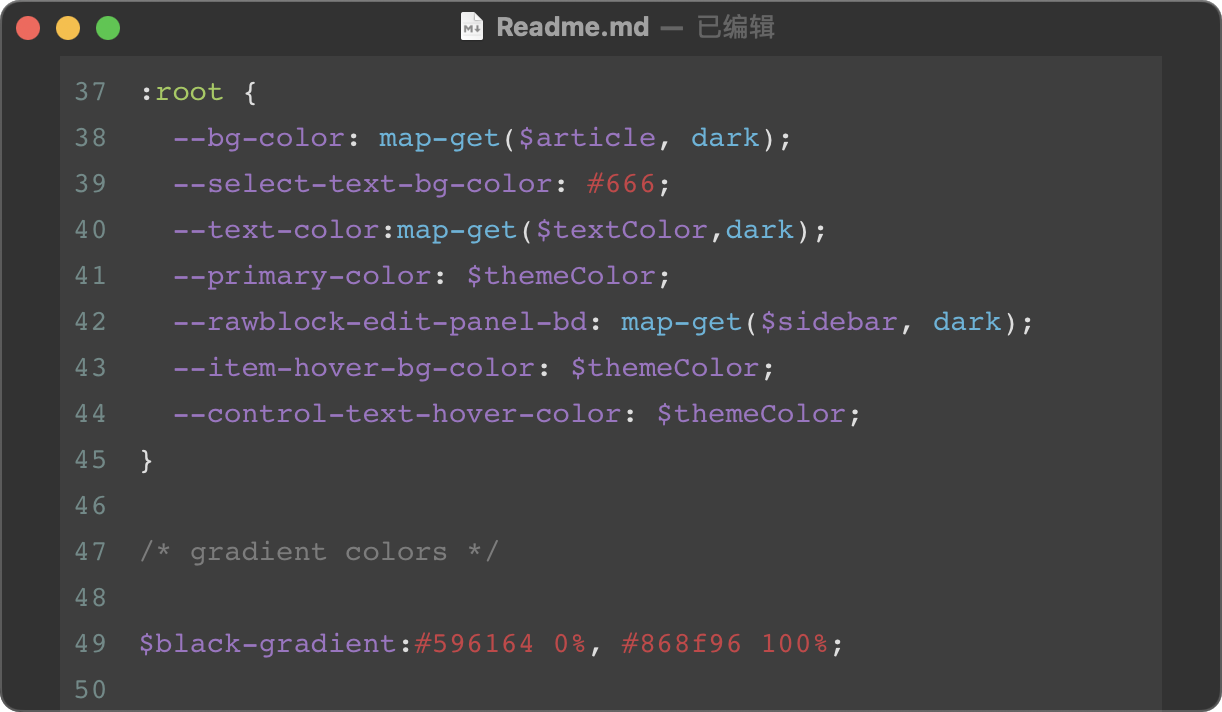 Readme.md — 已编辑
37 :root {
38   --bg-color: map-get($article, dark);
39   --select-text-bg-color: #666;
40   --text-color:map-get($textColor,dark);
41   --primary-color: $themeColor;
42   --rawblock-edit-panel-bd: map-get($sidebar, dark);
43   --item-hover-bg-color: $themeColor;
44   --control-text-hover-color: $themeColor;
45 }
46
47 /* gradient colors */
48
49 $black-gradient:#596164 0%, #868f96 100%;
50